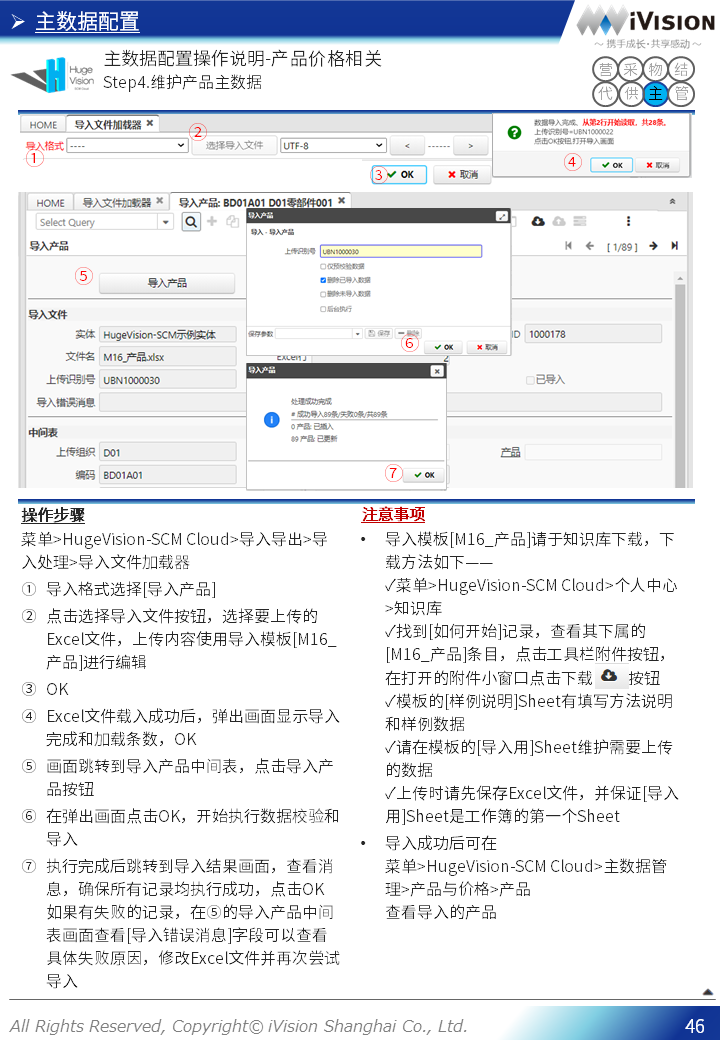 主数据配置
iVision
～ 携手成长·共享感动 ～
Huge
Vision
SCM Cloud
主数据配置操作说明-产品价格相关
Step4.维护产品主数据
营 采 物 结
代 供 主 管
HOME 导入文件加载器 ✖
导入格式 ---- ② 选择导入文件 UTF-8 < ------ >
① ③ ✔ OK ✖ 取消
数据导入完成。从第2行开始读取，共28条。
上传识别号=UBN1000022
点击OK按钮,打开导入画面
④ ✔ OK ✖ 取消
HOME 导入文件加载器 ✖ 导入产品: BD01A01 D01零部件001 ✖
Select Query
导入产品 [ 1/89 ]
⑤ 导入产品
导入文件
实体 HugeVision-SCM示例实体 ID 1000178
文件名 M16_产品.xlsx Excel行 2
上传识别号 UBN1000030 已导入
导入错误消息
中间表
上传组织 D01 产品
编码 BD01A01
导入产品
导入 - 导入产品
上传识别号 UBN1000030
仅预校验数据
删除已导入数据
删除未导入数据
后台执行
保存参数 保存 删除
⑥ ✔ OK ✖ 取消
导入产品
处理成功完成
# 成功导入89条/失败0条/共89条
0 产品: 已插入
89 产品: 已更新
⑦ ✔ OK
操作步骤
菜单>HugeVision-SCM Cloud>导入导出>导
入处理>导入文件加载器
① 导入格式选择[导入产品]
② 点击选择导入文件按钮，选择要上传的
Excel文件，上传内容使用导入模板[M16_
产品]进行编辑
③ OK
④ Excel文件载入成功后，弹出画面显示导入
完成和加载条数，OK
⑤ 画面跳转到导入产品中间表，点击导入产
品按钮
⑥ 在弹出画面点击OK，开始执行数据校验和
导入
⑦ 执行完成后跳转到导入结果画面，查看消
息，确保所有记录均执行成功，点击OK
如果有失败的记录，在⑤的导入产品中间
表画面查看[导入错误消息]字段可以查看
具体失败原因，修改Excel文件并再次尝试
导入
注意事项
• 导入模板[M16_产品]请于知识库下载，下
载方法如下——
✓菜单>HugeVision-SCM Cloud>个人中心
>知识库
✓找到[如何开始]记录，查看其下属的
[M16_产品]条目，点击工具栏附件按钮，
在打开的附件小窗口点击下载 按钮
✓模板的[样例说明]Sheet有填写方法说明
和样例数据
✓请在模板的[导入用]Sheet维护需要上传
的数据
✓上传时请先保存Excel文件，并保证[导入
用]Sheet是工作簿的第一个Sheet
• 导入成功后可在
菜单>HugeVision-SCM Cloud>主数据管
理>产品与价格>产品
查看导入的产品
All Rights Reserved, Copyright© iVision Shanghai Co., Ltd. 46